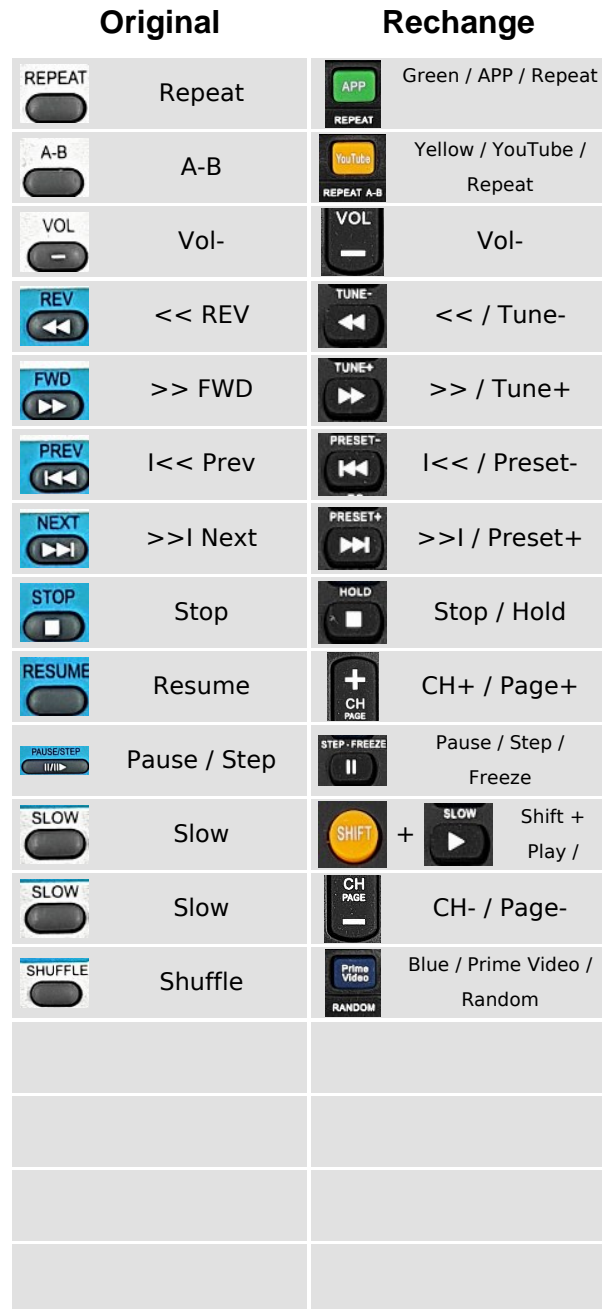 Original Rechange
REPEAT Repeat APP REPEAT Green / APP / Repeat
A-B A-B YouTube REPEAT A-B Yellow / YouTube /
Repeat
VOL Vol- VOL Vol-
REV << REV TUNE- << / Tune-
FWD >> FWD TUNE+ >> / Tune+
PREV I<< Prev PRESET- I<< / Preset-
NEXT >>I Next PRESET+ >>I / Preset+
STOP Stop HOLD Stop / Hold
RESUME Resume + CH PAGE CH+ / Page+
PAUSE/STEP Pause / Step STEP-FREEZE Pause / Step /
Freeze
SLOW Slow SHIFT + SLOW Shift +
Play /
SLOW Slow CH PAGE CH- / Page-
SHUFFLE Shuffle Prime Video RANDOM Blue / Prime Video /
Random